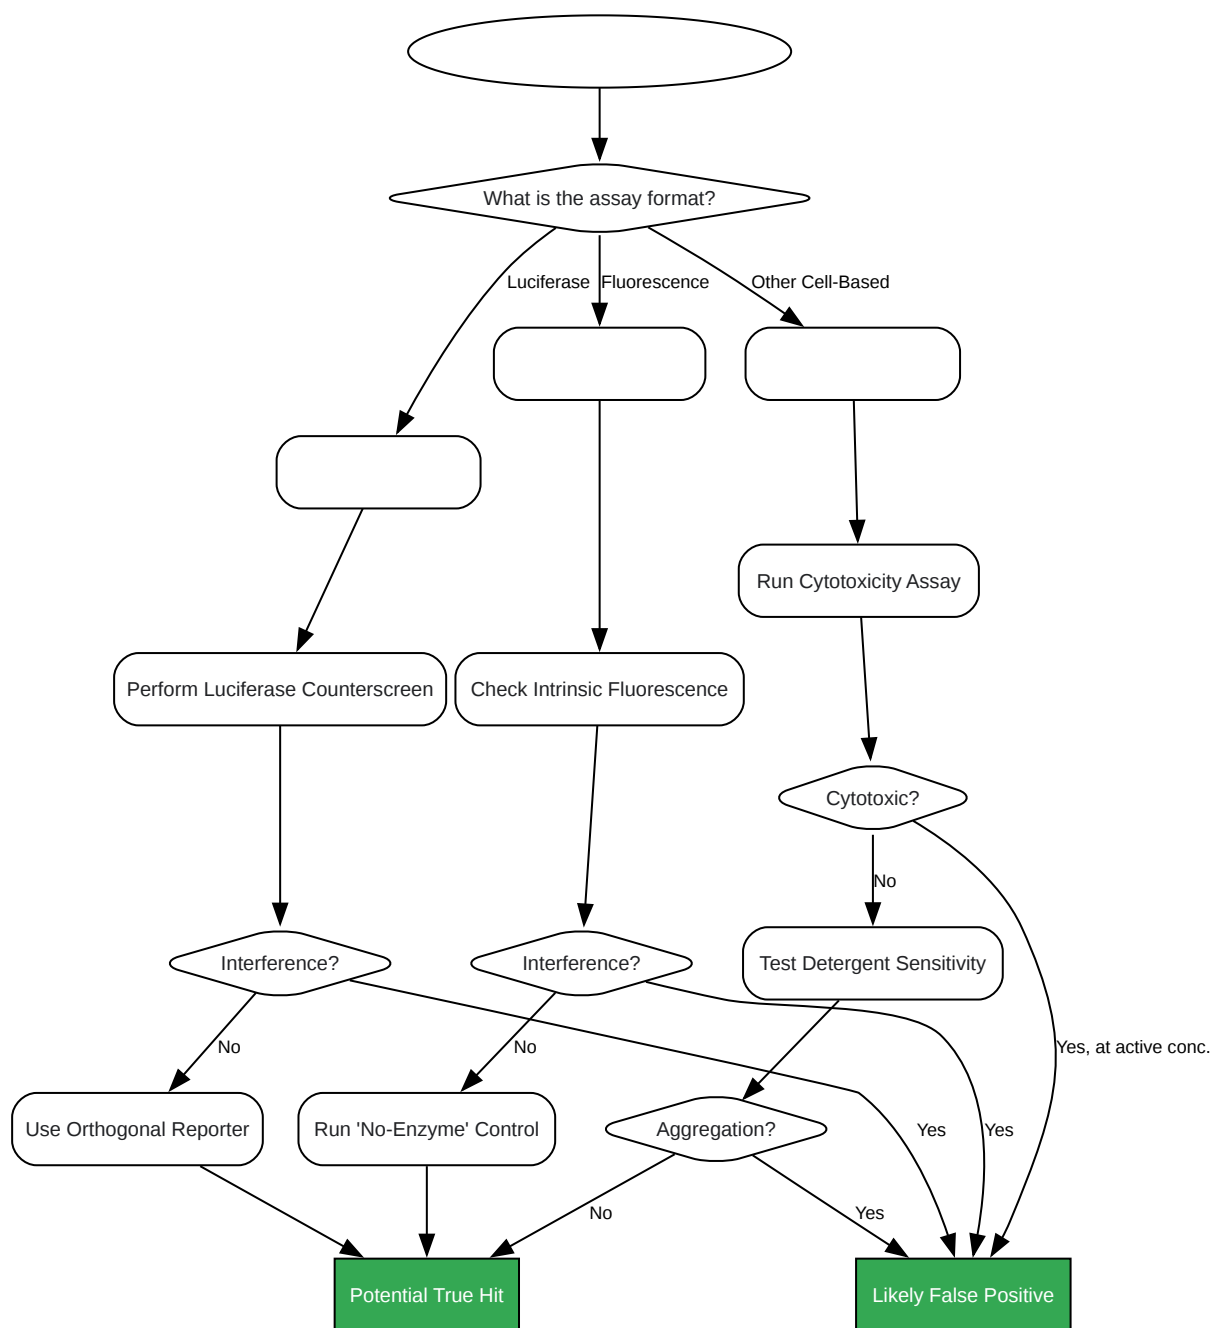 What is the assay format?
Luciferase
Fluorescence
Other Cell-Based
Run Cytotoxicity Assay
Perform Luciferase Counterscreen
Check Intrinsic Fluorescence
Cytotoxic?
No
Interference?
Interference?
Test Detergent Sensitivity
No
No
Yes, at active conc.
Use Orthogonal Reporter
Run 'No-Enzyme' Control
Aggregation?
Yes
Yes
No
Yes
Potential True Hit
Likely False Positive